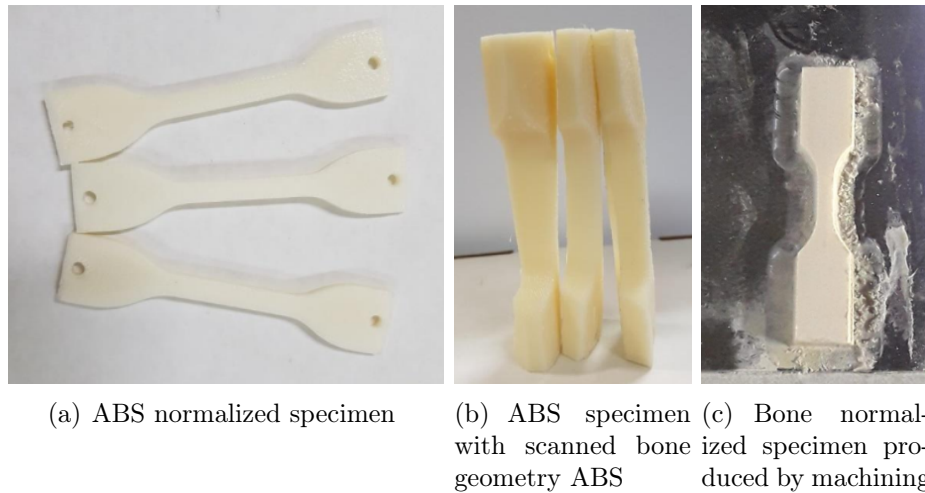 (a) ABS normalized specimen
(b) ABS specimen
with scanned bone
geometry ABS
(c) Bone normal-
ized specimen pro-
duced by machining